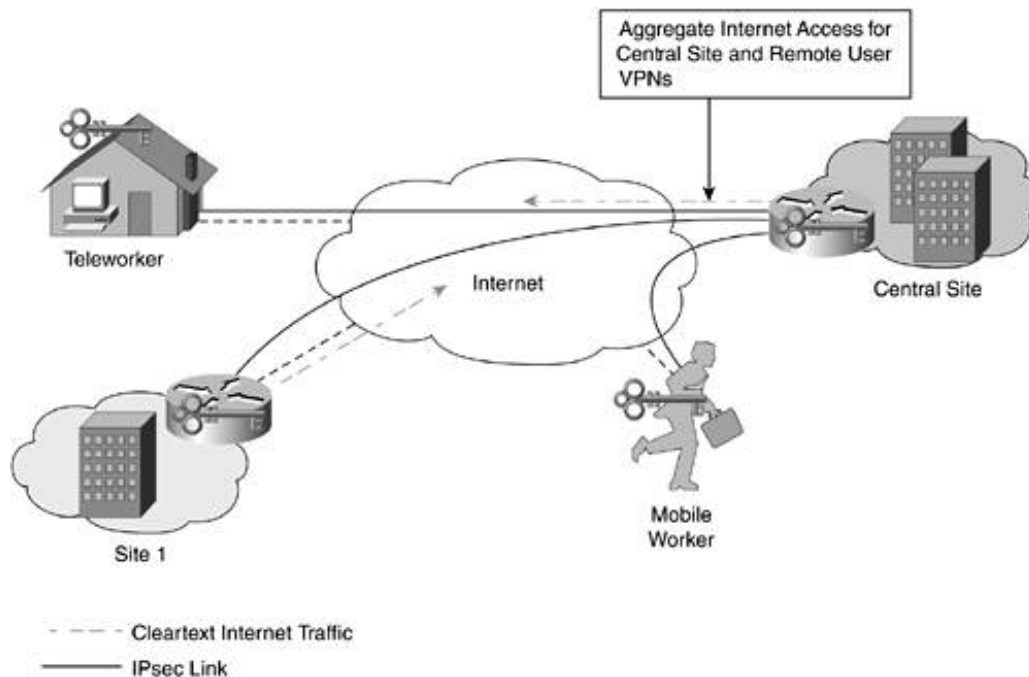 Aggregate Internet Access for
Central Site and Remote User
VPNs
Teleworker
Internet
Central Site
Mobile
Worker
Site 1
Cleartext Internet Traffic
IPsec Link